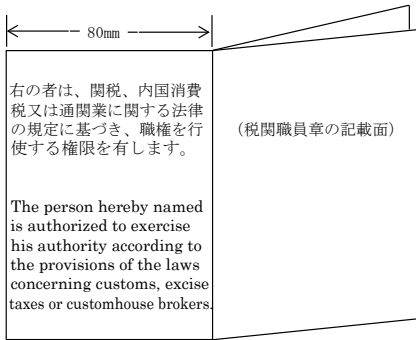 80mm
右の者は、関税、内国消費
税又は通関業に関する法律
の規定に基づき、職権を行
使する権限を有します。
The person hereby named
is authorized to exercise
his authority according to
the provisions of the laws
concerning customs, excise
taxes or customhouse brokers.
(税関職員章の記載面)